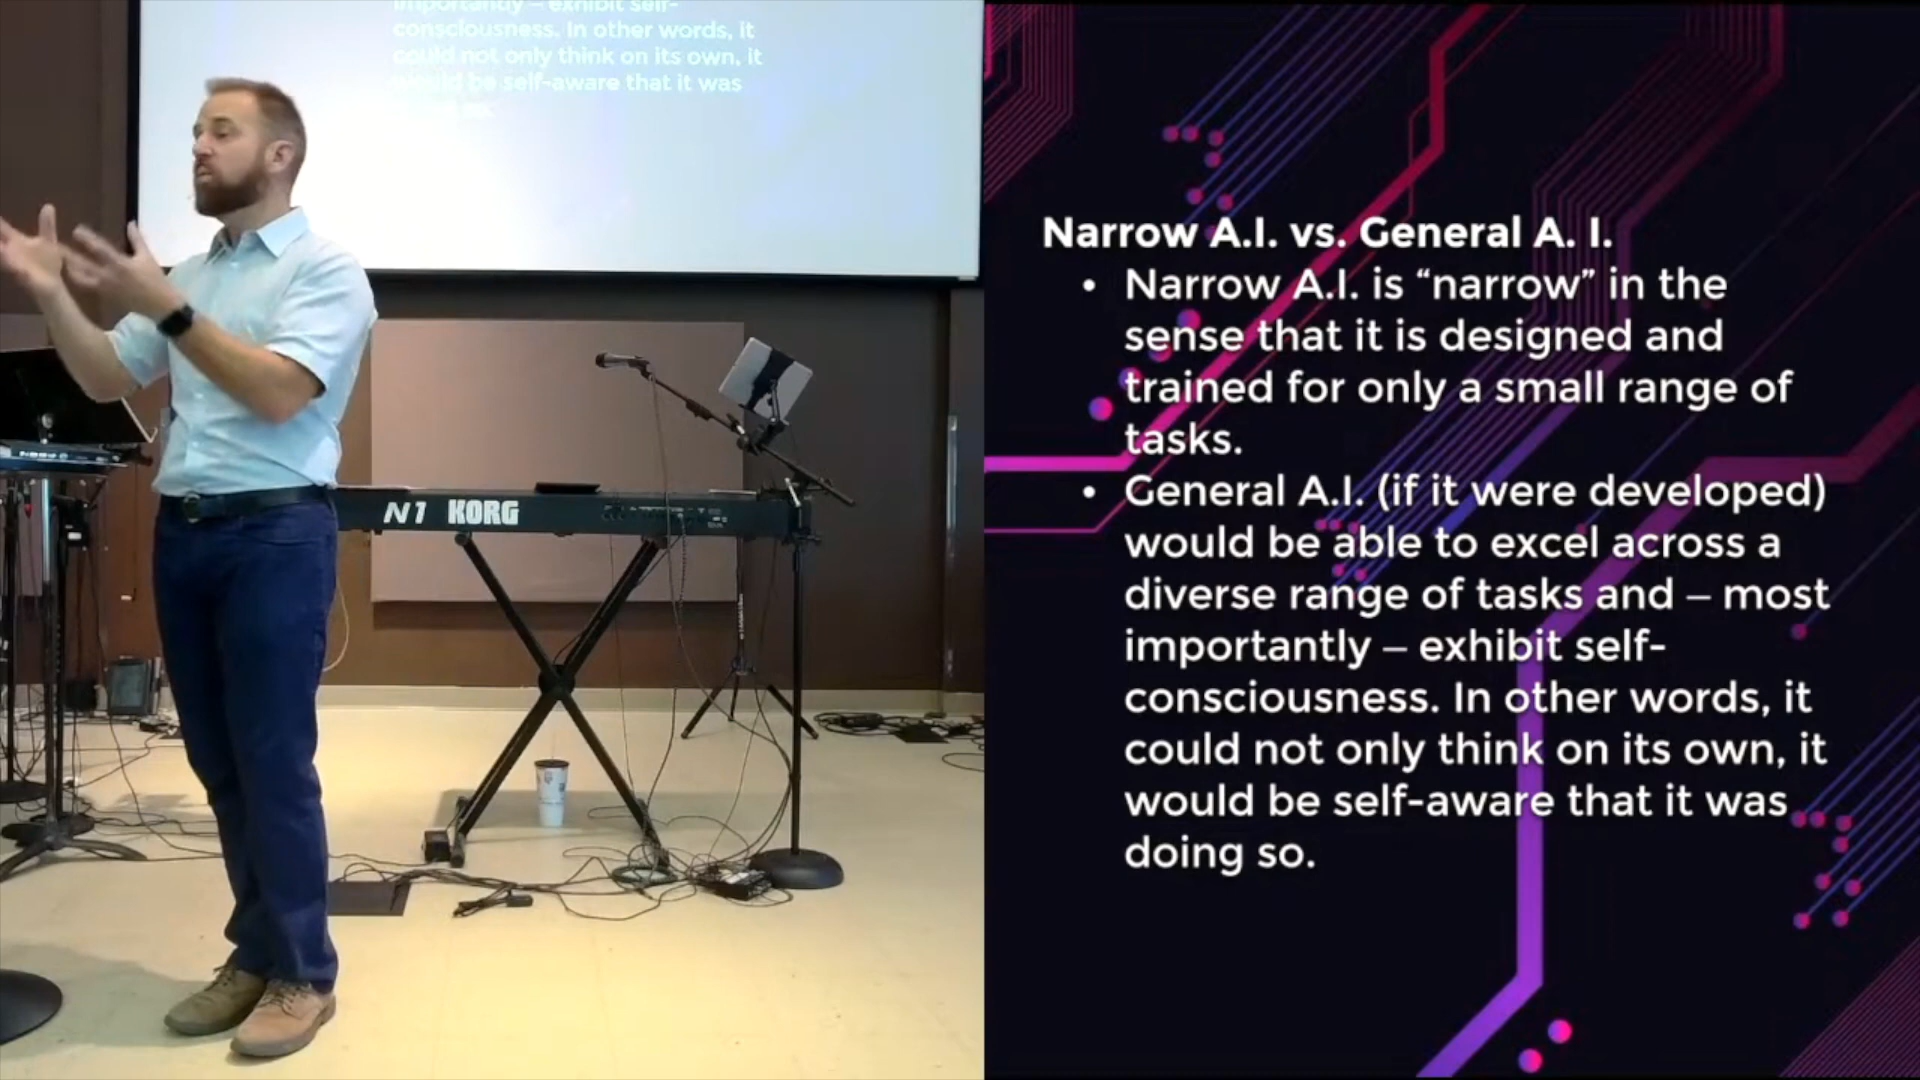 importantly – exhibit self-
consciousness. In other words, it
could not only think on its own, it
would be self-aware that it was
N1 KORG
Narrow A.I. vs. General A. I.
• Narrow A.I. is “narrow” in the
sense that it is designed and
trained for only a small range of
tasks.
• General A.I. (if it were developed)
would be able to excel across a
diverse range of tasks and – most
importantly – exhibit self-
consciousness. In other words, it
could not only think on its own, it
would be self-aware that it was
doing so.